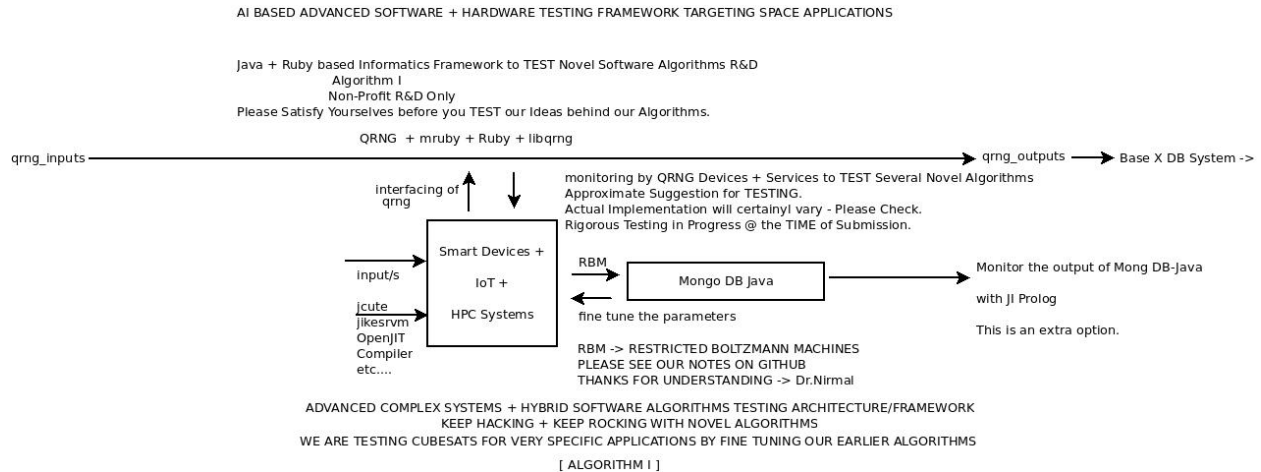 AI BASED ADVANCED SOFTWARE + HARDWARE TESTING FRAMEWORK TARGETING SPACE APPLICATIONS
Java + Ruby based Informatics Framework to TEST Novel Software Algorithms R&D
Algorithm I
Non-Profit R&D Only
Please Satisfy Yourselves before you TEST our Ideas behind our Algorithms.
QRNG + mruby + Ruby + libqrng
qrng_inputs
qrng_outputs
Base X DB System ->
interfacing of
qrng
monitoring by QRNG Devices + Services to TEST Several Novel Algorithms
Approximate Suggestion for TESTING.
Actual Implementation will certainyl vary - Please Check.
Rigorous Testing in Progress @ the TIME of Submission.
input/s
jcute
jikesrvm
OpenJIT
Compiler
etc....
Smart Devices +
IoT +
HPC Systems
RBM
fine tune the parameters
Mongo DB Java
Monitor the output of Mong DB-Java
with JI Prolog
This is an extra option.
RBM -> RESTRICTED BOLTZMANN MACHINES
PLEASE SEE OUR NOTES ON GITHUB
THANKS FOR UNDERSTANDING -> Dr.Nirmal
ADVANCED COMPLEX SYSTEMS + HYBRID SOFTWARE ALGORITHMS TESTING ARCHITECTURE/FRAMEWORK
KEEP HACKING + KEEP ROCKING WITH NOVEL ALGORITHMS
WE ARE TESTING CUBESATS FOR VERY SPECIFIC APPLICATIONS BY FINE TUNING OUR EARLIER ALGORITHMS
[ ALGORITHM I ]